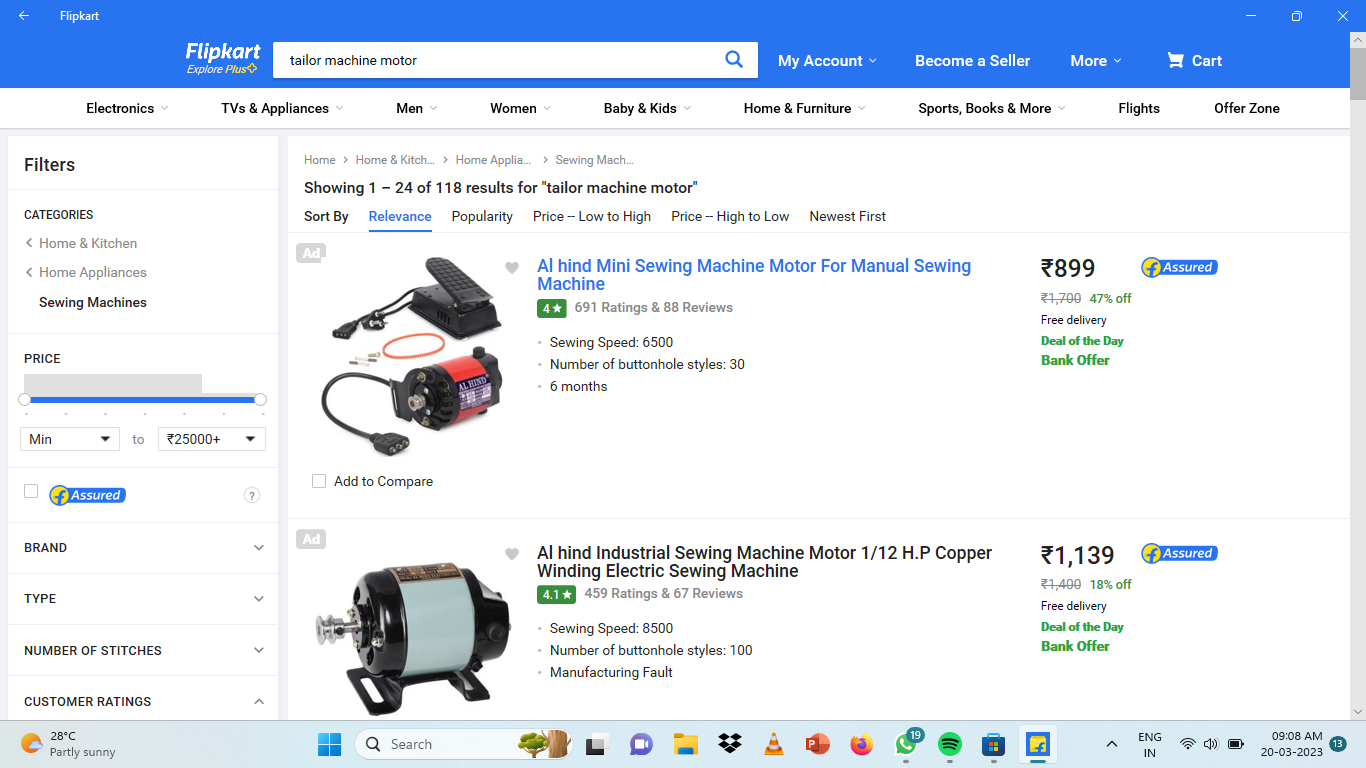 Flipkart
Flipkart
Explore Plus
tailor machine motor
My Account
Become a Seller
More
Cart
Electronics
TVs & Appliances
Men
Women
Baby & Kids
Home & Furniture
Sports, Books & More
Flights
Offer Zone
Filters
CATEGORIES
Home & Kitchen
Home Appliances
Sewing Machines
PRICE
Min
to
₹25000+
Assured
?
BRAND
TYPE
NUMBER OF STITCHES
CUSTOMER RATINGS
Home
Home & Kitch...
Home Applia...
Sewing Mach...
Showing 1 – 24 of 118 results for "tailor machine motor"
Sort By
Relevance
Popularity
Price -- Low to High
Price -- High to Low
Newest First
Ad
AL HIND
Al hind Mini Sewing Machine Motor For Manual Sewing
Machine
4
691 Ratings & 88 Reviews
Sewing Speed: 6500
Number of buttonhole styles: 30
6 months
₹899
Assured
₹1,700 47% off
Free delivery
Deal of the Day
Bank Offer
Add to Compare
Ad
Al hind Industrial Sewing Machine Motor 1/12 H.P Copper
Winding Electric Sewing Machine
4.1
459 Ratings & 67 Reviews
Sewing Speed: 8500
Number of buttonhole styles: 100
Manufacturing Fault
₹1,139
Assured
₹1,400 18% off
Free delivery
Deal of the Day
Bank Offer
28°C
Partly sunny
Search
19
ENG
IN
09:08 AM
20-03-2023
13